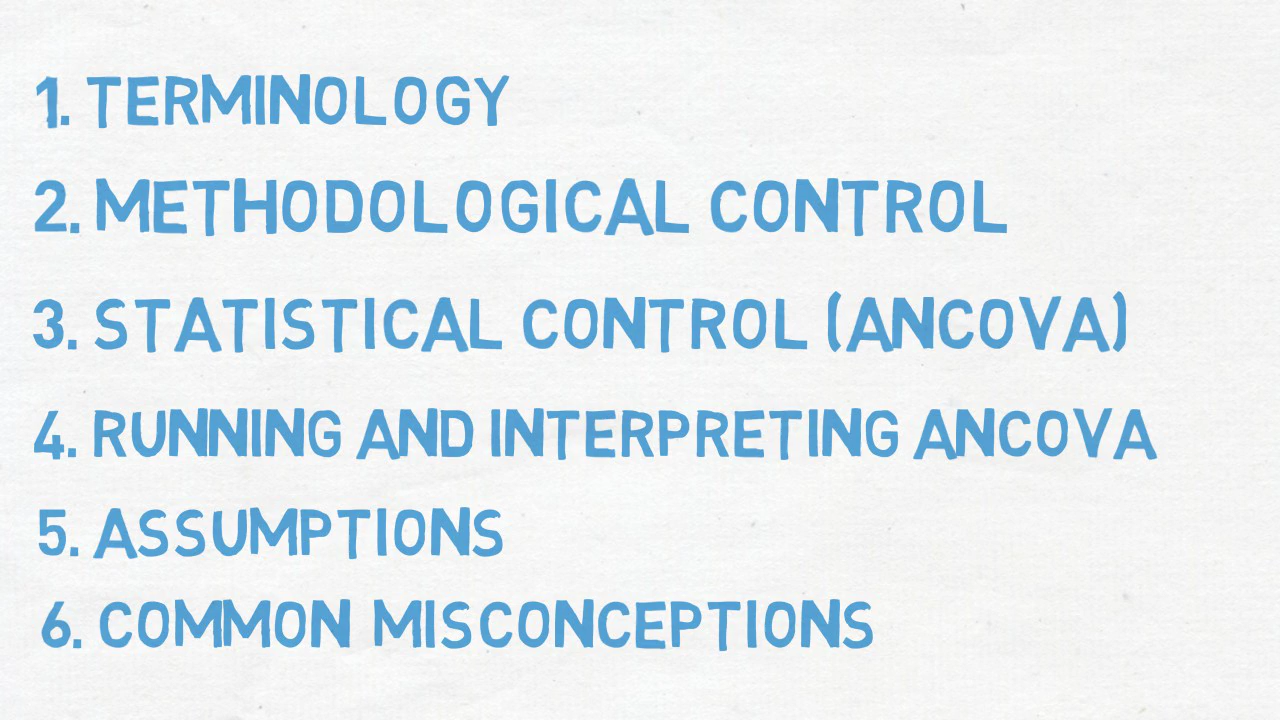 1. TERMINOLOGY
2. METHODOLOGICAL CONTROL
3. STATISTICAL CONTROL (ANCOVA)
4. RUNNING AND INTERPRETING ANCOVA
5. ASSUMPTIONS
6. COMMON MISCONCEPTIONS